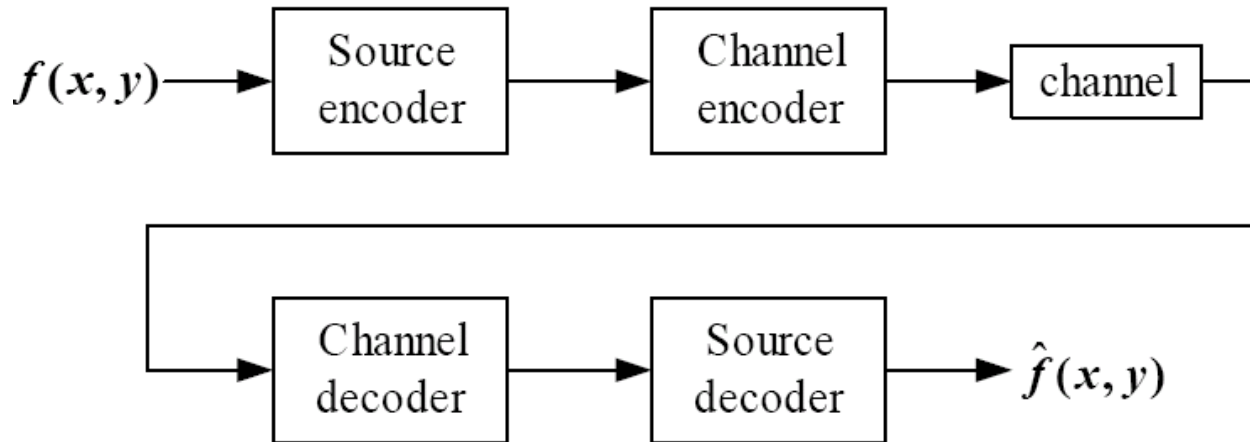 f(x, y)
Source
encoder
Channel
encoder
channel
Channel
decoder
Source
decoder
f̂(x, y)